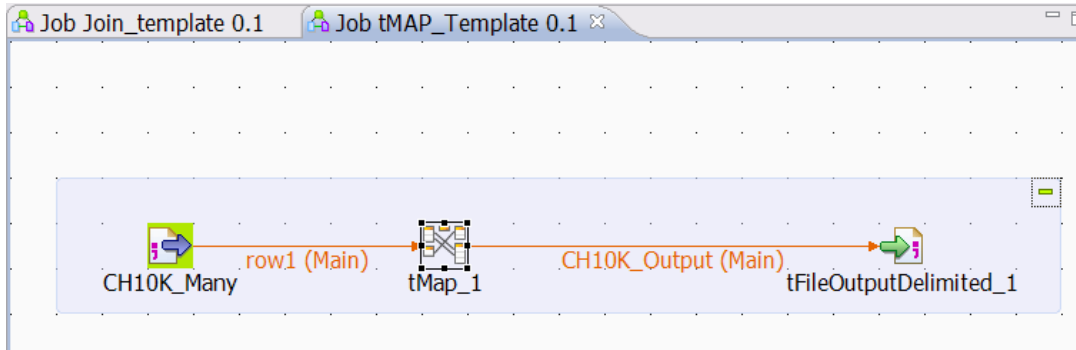 Job Join_template 0.1
Job tMAP_Template 0.1
row1 (Main)
CH10K_Output (Main)
CH10K_Many
tMap_1
tFileOutputDelimited_1